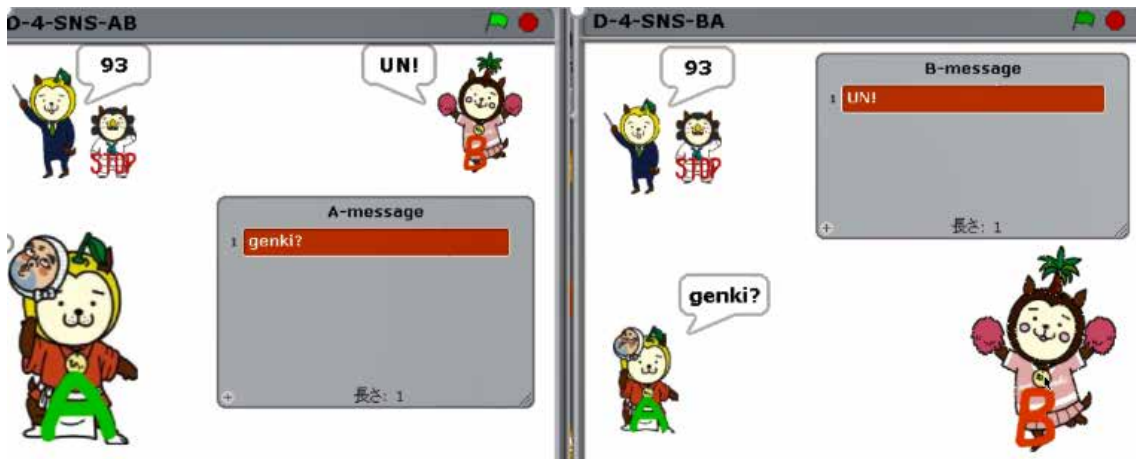 D-4-SNS-AB
93
UN!
STOP
B
A-message
1 genki?
長さ: 1
A
D-4-SNS-BA
93
STOP
B-message
1 UN!
長さ: 1
genki?
A
B